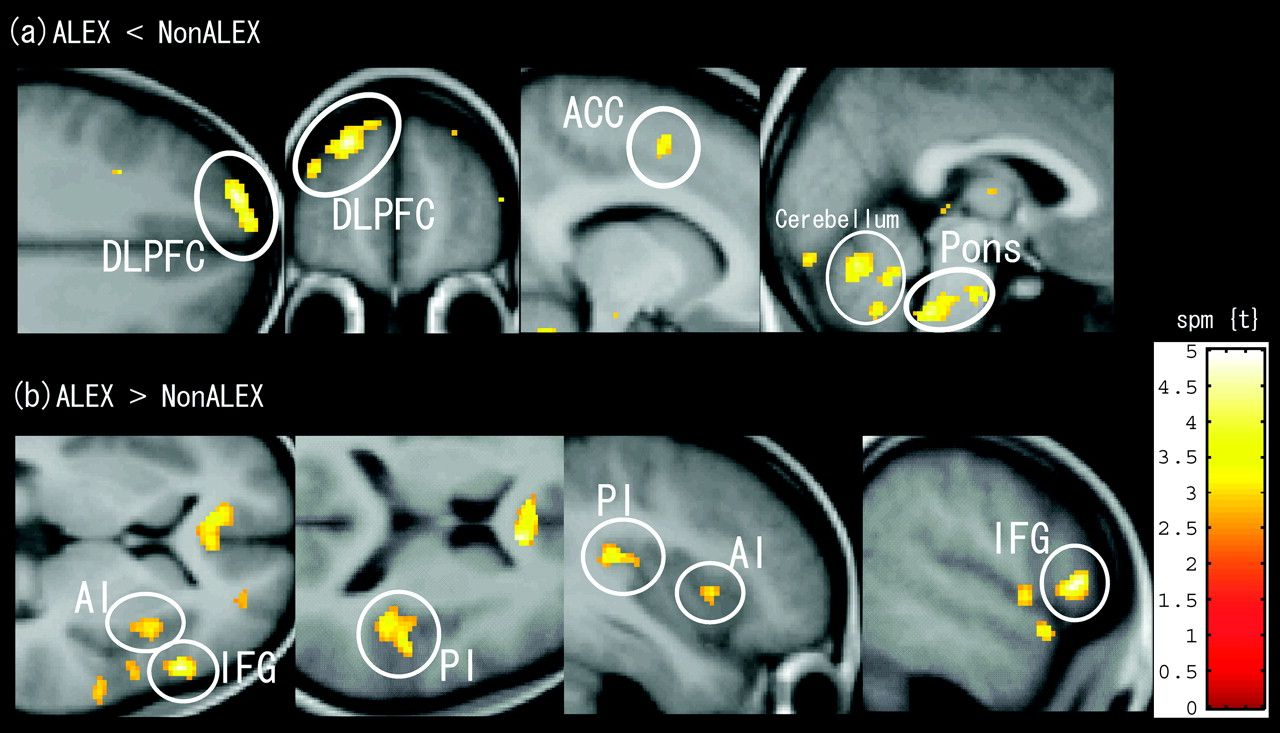 (a)ALEX < NonALEX
DLPFC
DLPFC
ACC
Cerebellum
Pons
spm {t}
5
4.5
4
3.5
3
2.5
2
1.5
1
0.5
0
(b)ALEX > NonALEX
AI
IFG
PI
PI
AI
IFG